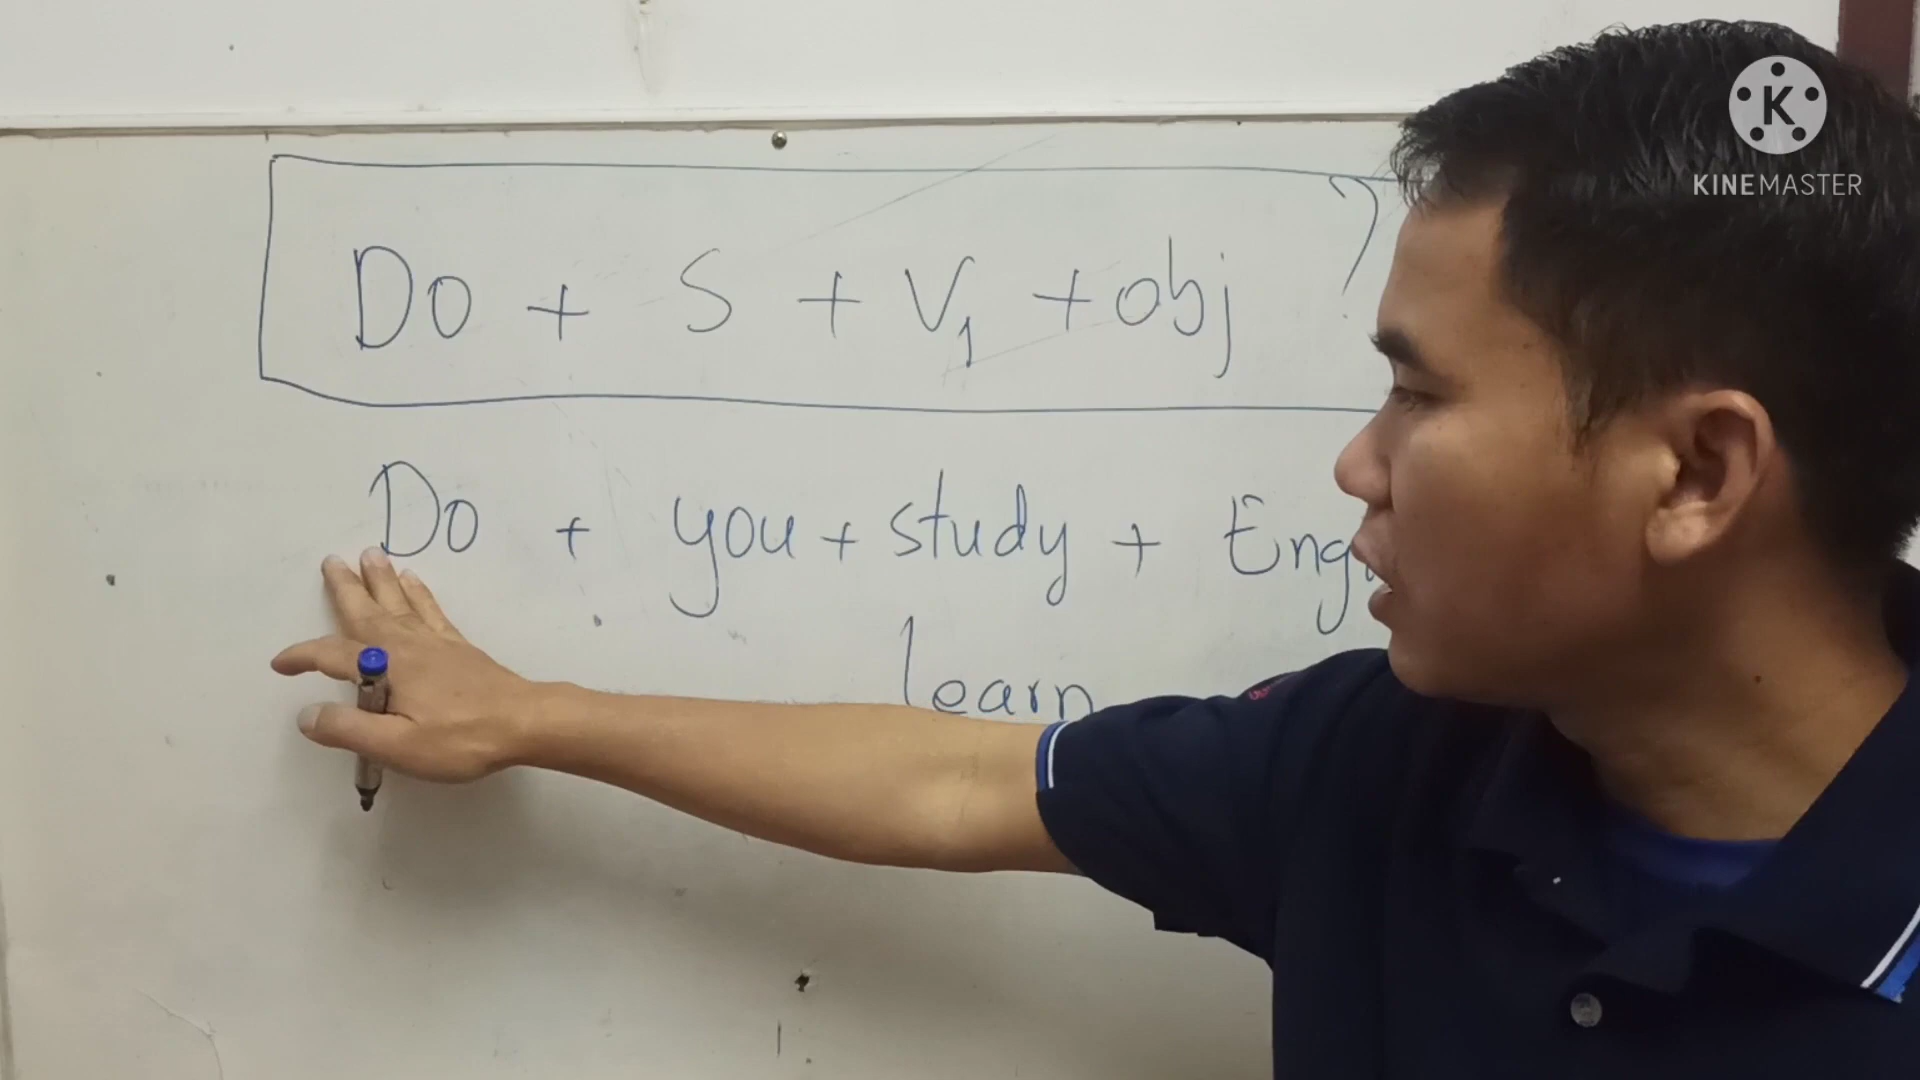 Do + S + V1 + obj ?
Do + you + study + Eng
learn
KINEMASTER